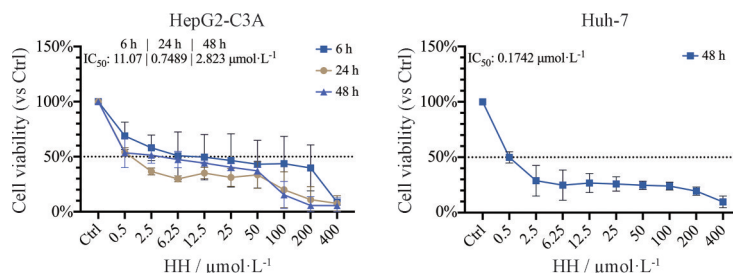 HepG2-C3A
6 h | 24 h | 48 h
IC50: 11.07 | 0.7489 | 2.823 μmol·L⁻¹
6 h
24 h
48 h
Cell viability (vs Ctrl)
150%
100%
50%
0%
Ctrl 0.5 2.5 6.25 12.5 25 50 100 200 400
HH / μmol·L⁻¹
Huh-7
IC50: 0.1742 μmol·L⁻¹
48 h
Cell viability (vs Ctrl)
150%
100%
50%
0%
Ctrl 0.5 2.5 6.25 12.5 25 50 100 200 400
HH / μmol·L⁻¹